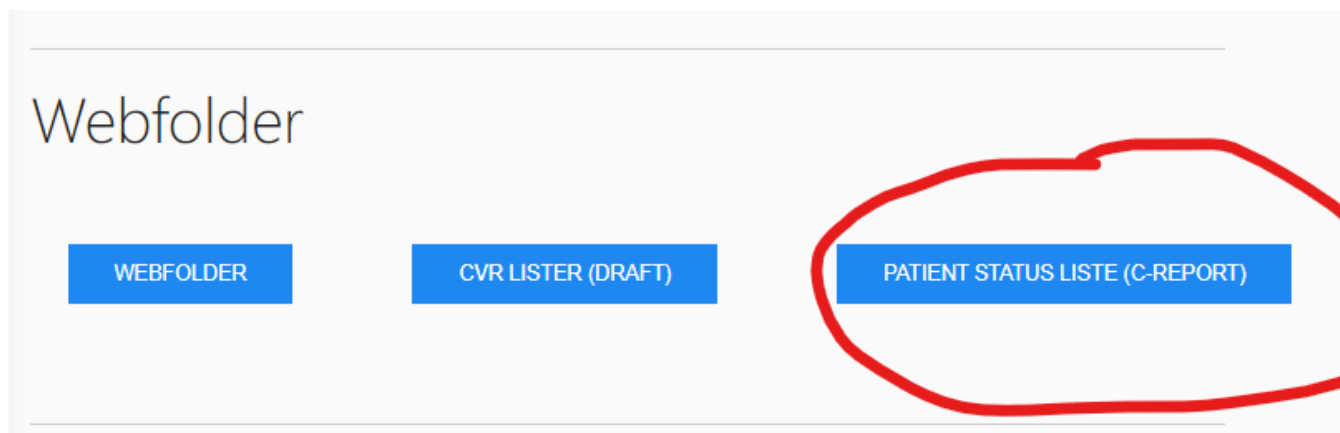 Webfolder
WEBFOLDER
CVR LISTER (DRAFT)
PATIENT STATUS LISTE (C-REPORT)